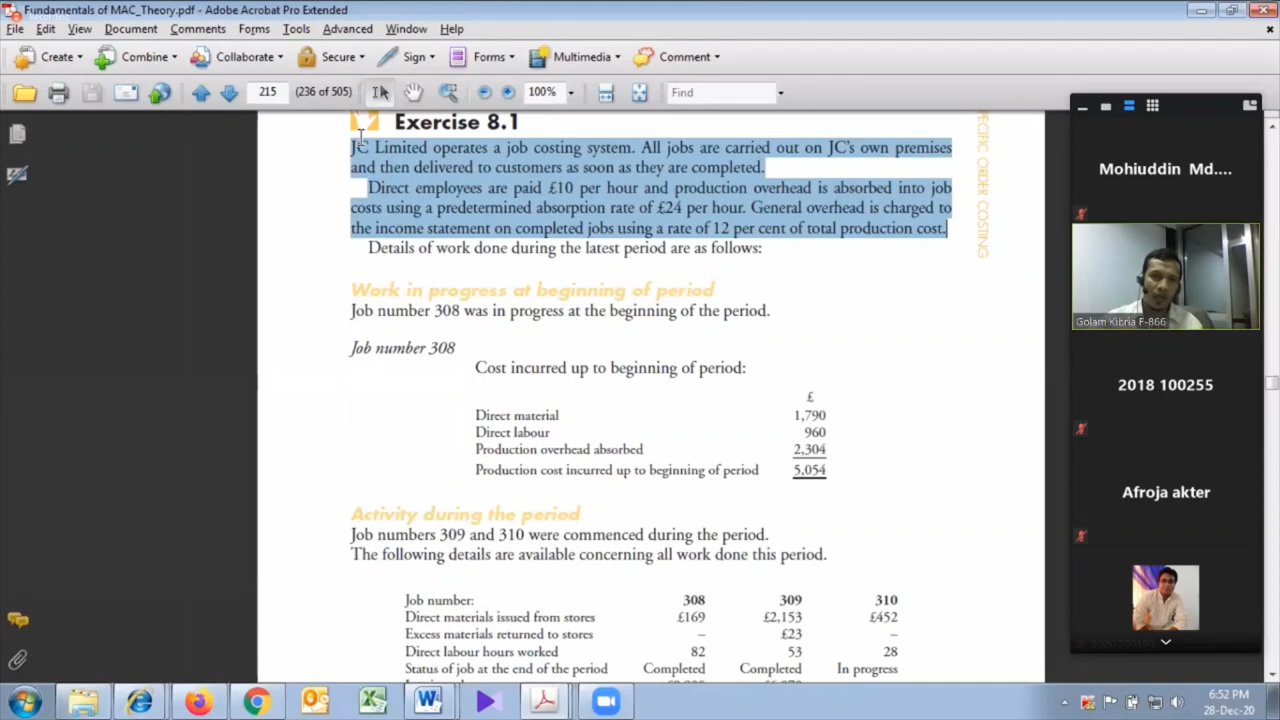 Fundamentals of MAC_Theory.pdf - Adobe Acrobat Pro Extended
Recording
File Edit View Document Comments Forms Tools Advanced Window Help
Create Combine Collaborate Secure Sign Forms Multimedia Comment
215 (236 of 505) 100% Find
Exercise 8.1
JC Limited operates a job costing system. All jobs are carried out on JC's own premises
and then delivered to customers as soon as they are completed.
Direct employees are paid £10 per hour and production overhead is absorbed into job
costs using a predetermined absorption rate of £24 per hour. General overhead is charged to
the income statement on completed jobs using a rate of 12 per cent of total production cost.
Details of work done during the latest period are as follows:
Work in progress at beginning of period
Job number 308 was in progress at the beginning of the period.
Job number 308
Cost incurred up to beginning of period:
£
Direct material 1,790
Direct labour 960
Production overhead absorbed 2,304
Production cost incurred up to beginning of period 5,054
Activity during the period
Job numbers 309 and 310 were commenced during the period.
The following details are available concerning all work done this period.
Job number: 308 309 310
Direct materials issued from stores £169 £2,153 £452
Excess materials returned to stores – £23 –
Direct labour hours worked 82 53 28
Status of job at the end of the period Completed Completed In progress
ECIFIC ORDER COSTING
Mohiuddin Md....
Golam Kibria F-866
2018 100255
Afroja akter
6:52 PM
28-Dec-20